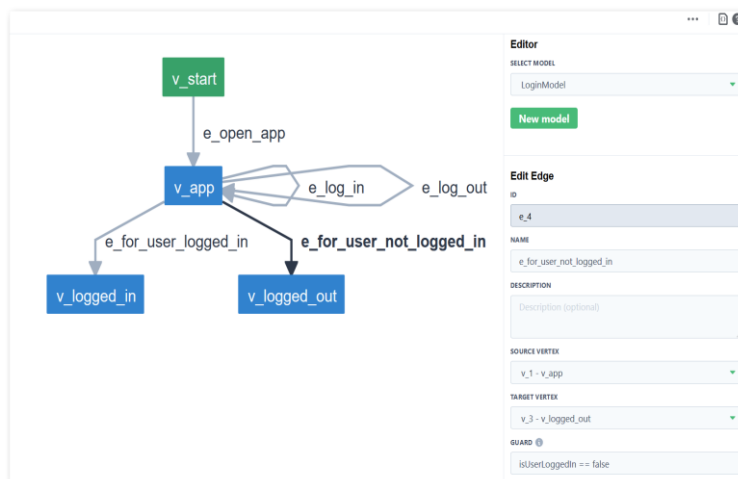 Editor
SELECT MODEL
LoginModel
New model
Edit Edge
ID
e_4
NAME
e_for_user_not_logged_in
DESCRIPTION
Description (optional)
SOURCE VERTEX
v_1 - v_app
TARGET VERTEX
v_3 - v_logged_out
GUARD
isUserLoggedIn == false
v_start
e_open_app
v_app
e_log_in
e_log_out
e_for_user_logged_in
e_for_user_not_logged_in
v_logged_in
v_logged_out